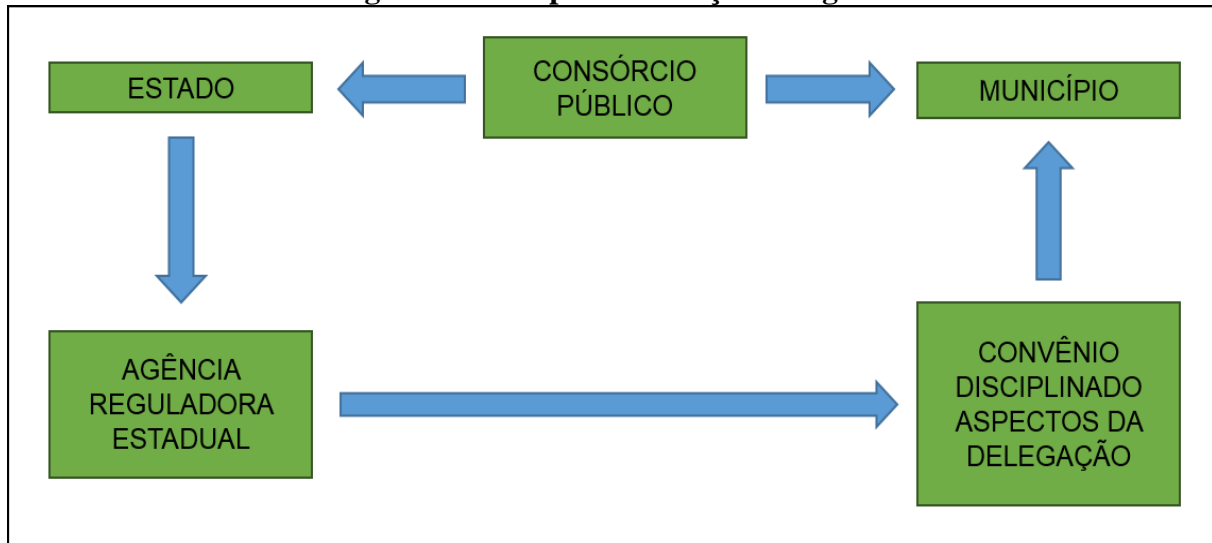 ESTADO
CONSÓRCIO
PÚBLICO
MUNICÍPIO
AGÊNCIA
REGULADORA
ESTADUAL
CONVÊNIO
DISCIPLINADO
ASPECTOS DA
DELEGAÇÃO